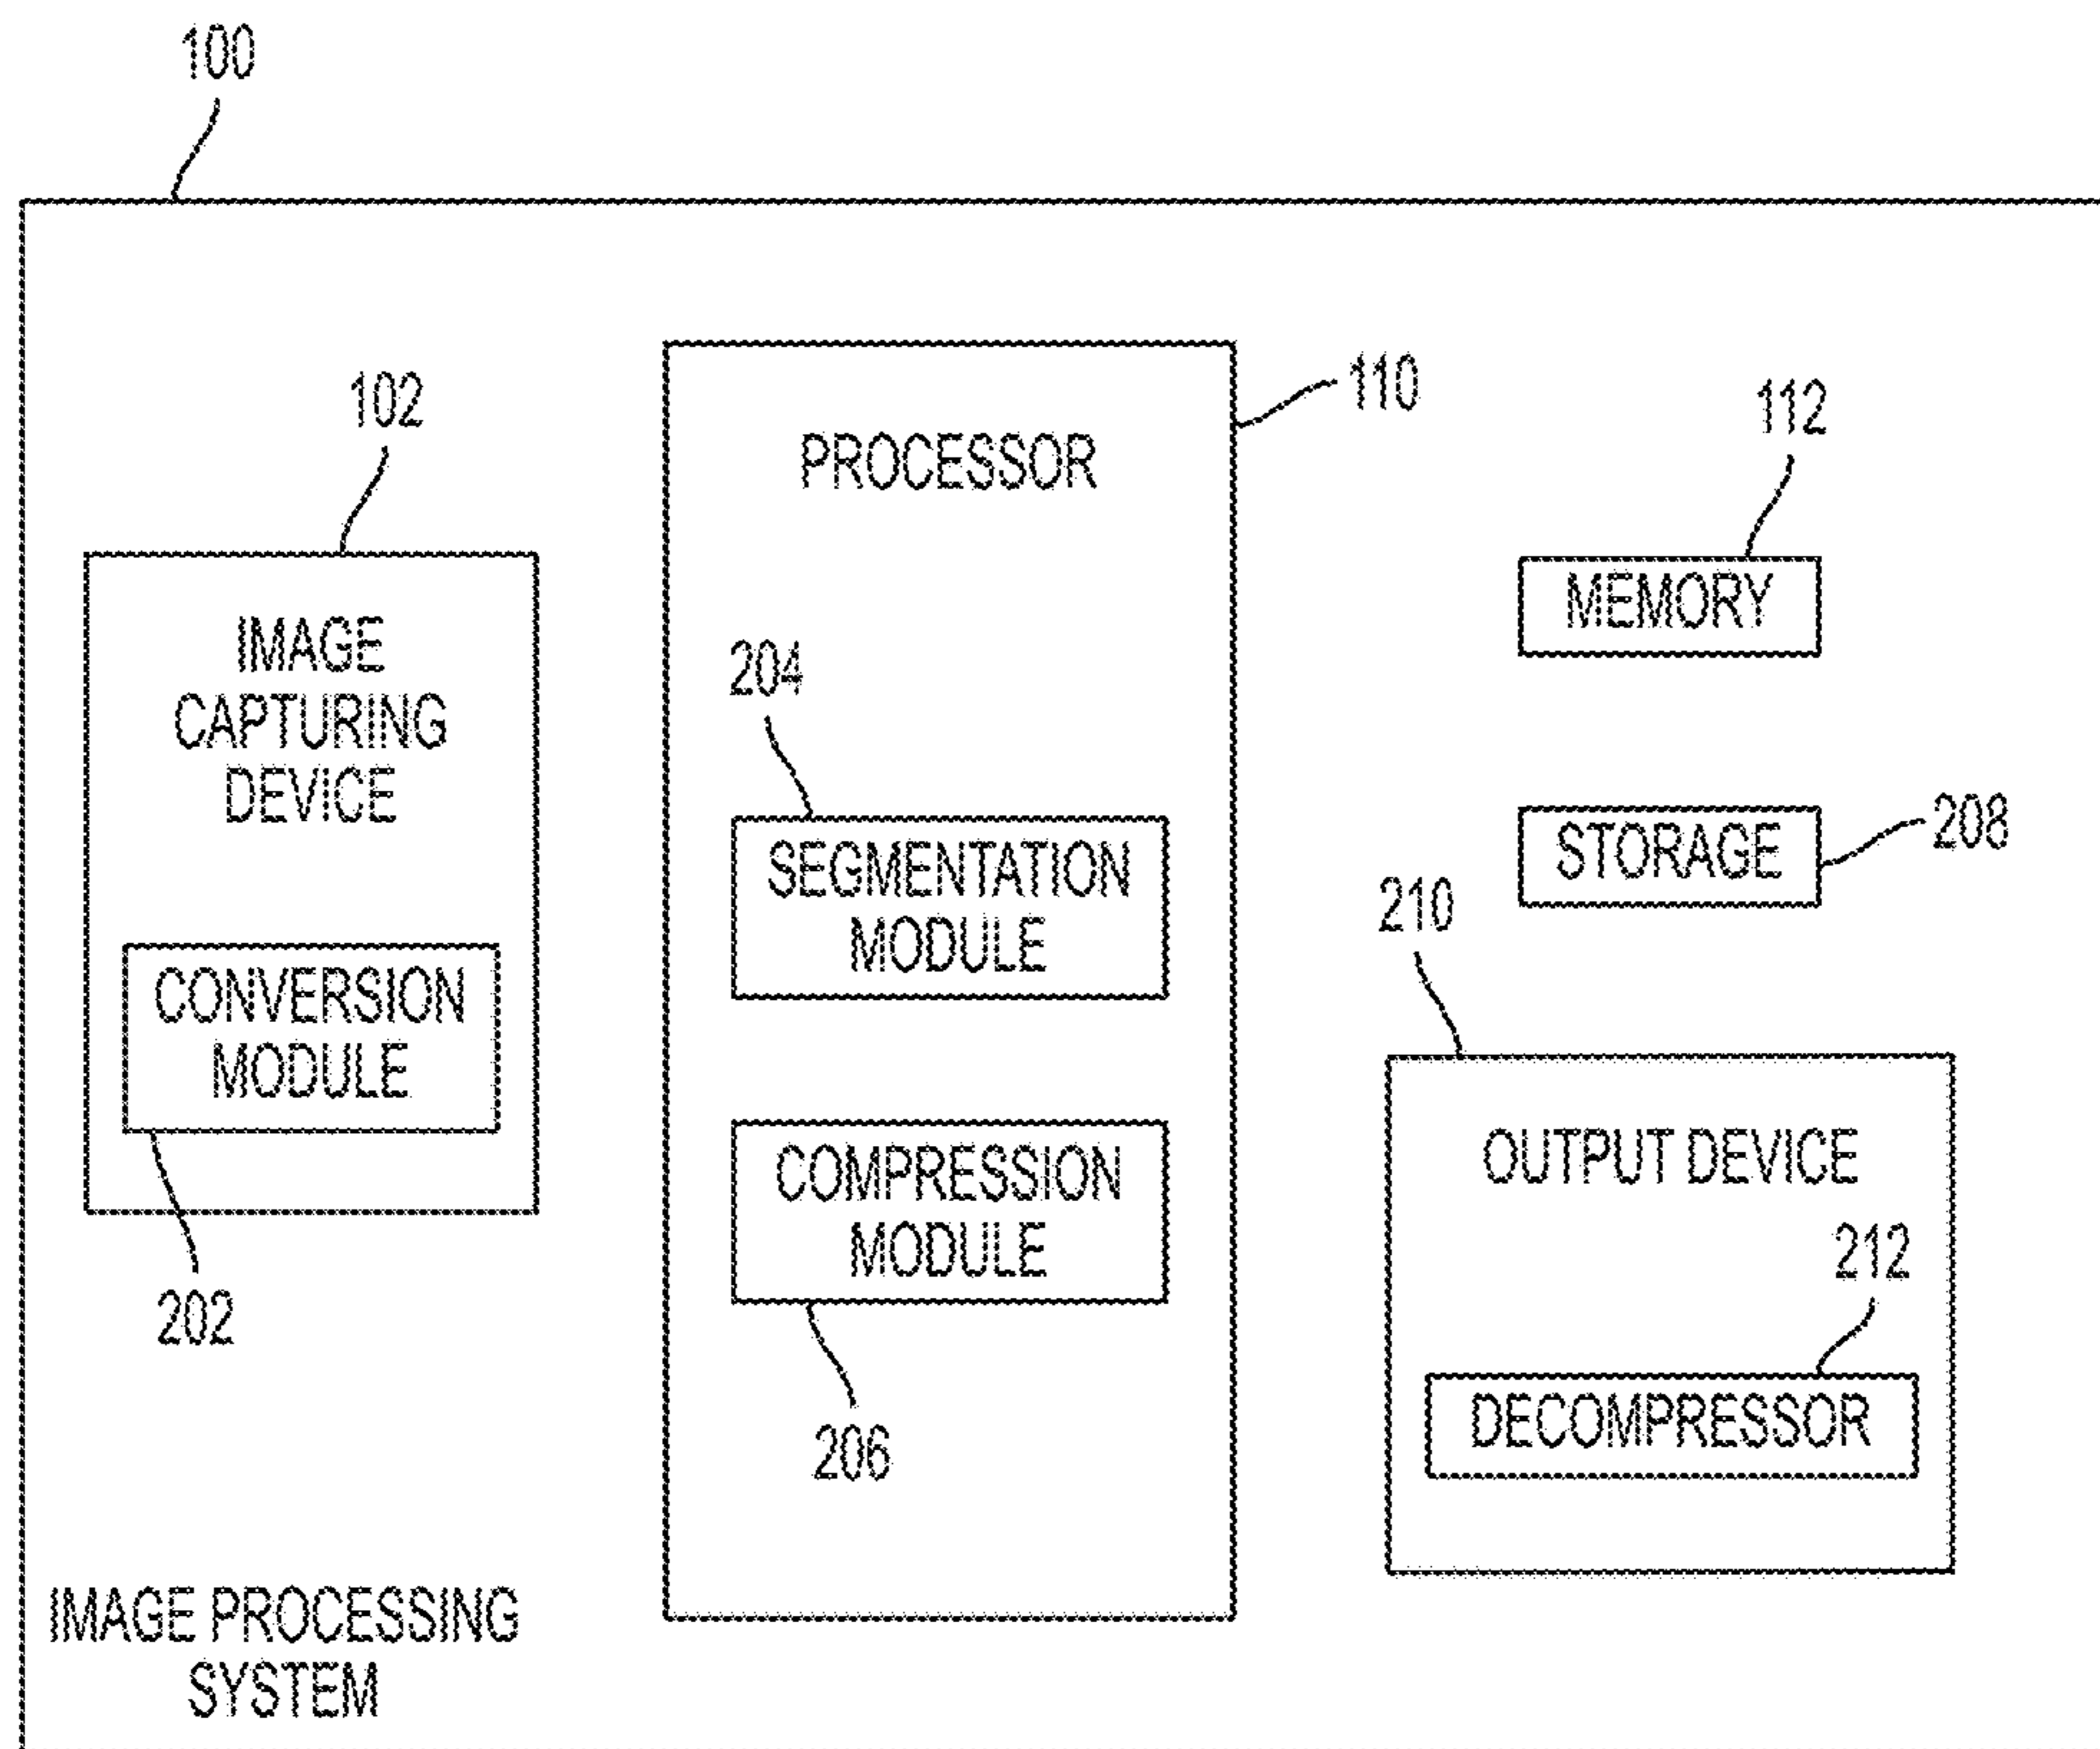 100
102
IMAGE
CAPTURING
DEVICE
CONVERSION
MODULE
202
IMAGE PROCESSING
SYSTEM
110
PROCESSOR
204
SEGMENTATION
MODULE
COMPRESSION
MODULE
206
112
MEMORY
STORAGE
208
210
OUTPUT DEVICE
212
DECOMPRESSOR